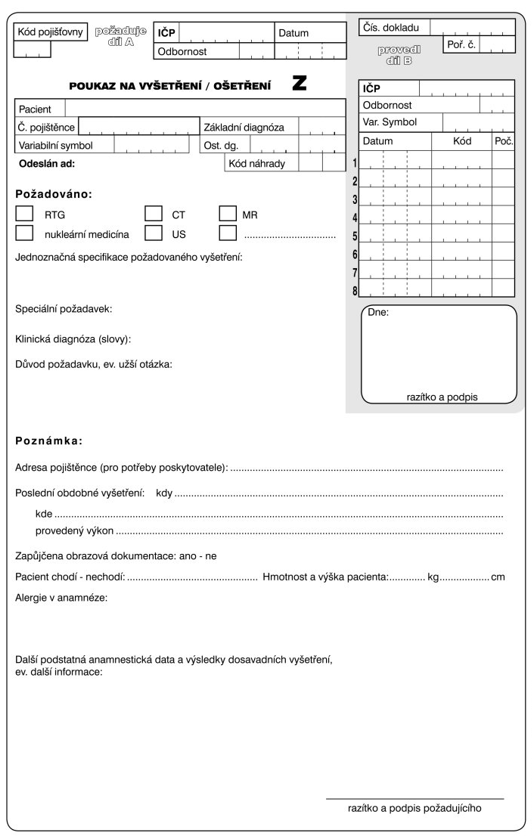 Kód pojišťovny
požaduje
díl A
IČP
Datum
Odbornost
Čís. dokladu
provedl
díl B
Poř. č.
POUKAZ NA VYŠETŘENÍ / OŠETŘENÍ Z
Pacient
Č. pojištěnce
Základní diagnóza
Variabilní symbol
Ost. dg.
Odeslán ad:
Kód náhrady
IČP
Odbornost
Var. Symbol
Datum Kód Poč.
1
2
3
4
5
6
7
8
Požadováno:
RTG CT MR
nukleární medicína US ................................
Jednoznačná specifikace požadovaného vyšetření:
Speciální požadavek:
Klinická diagnóza (slovy):
Důvod požadavku, ev. užší otázka:
Dne:
razítko a podpis
Poznámka:
Adresa pojištěnce (pro potřeby poskytovatele): ................................
Poslední obdobné vyšetření: kdy ................................
kde ................................
provedený výkon ................................
Zapůjčena obrazová dokumentace: ano - ne
Pacient chodí - nechodí: ................................ Hmotnost a výška pacienta:............. kg.................. cm
Alergie v anamnéze:
Další podstatná anamnestická data a výsledky dosavadních vyšetření,
ev. další informace:
razítko a podpis požadujícího